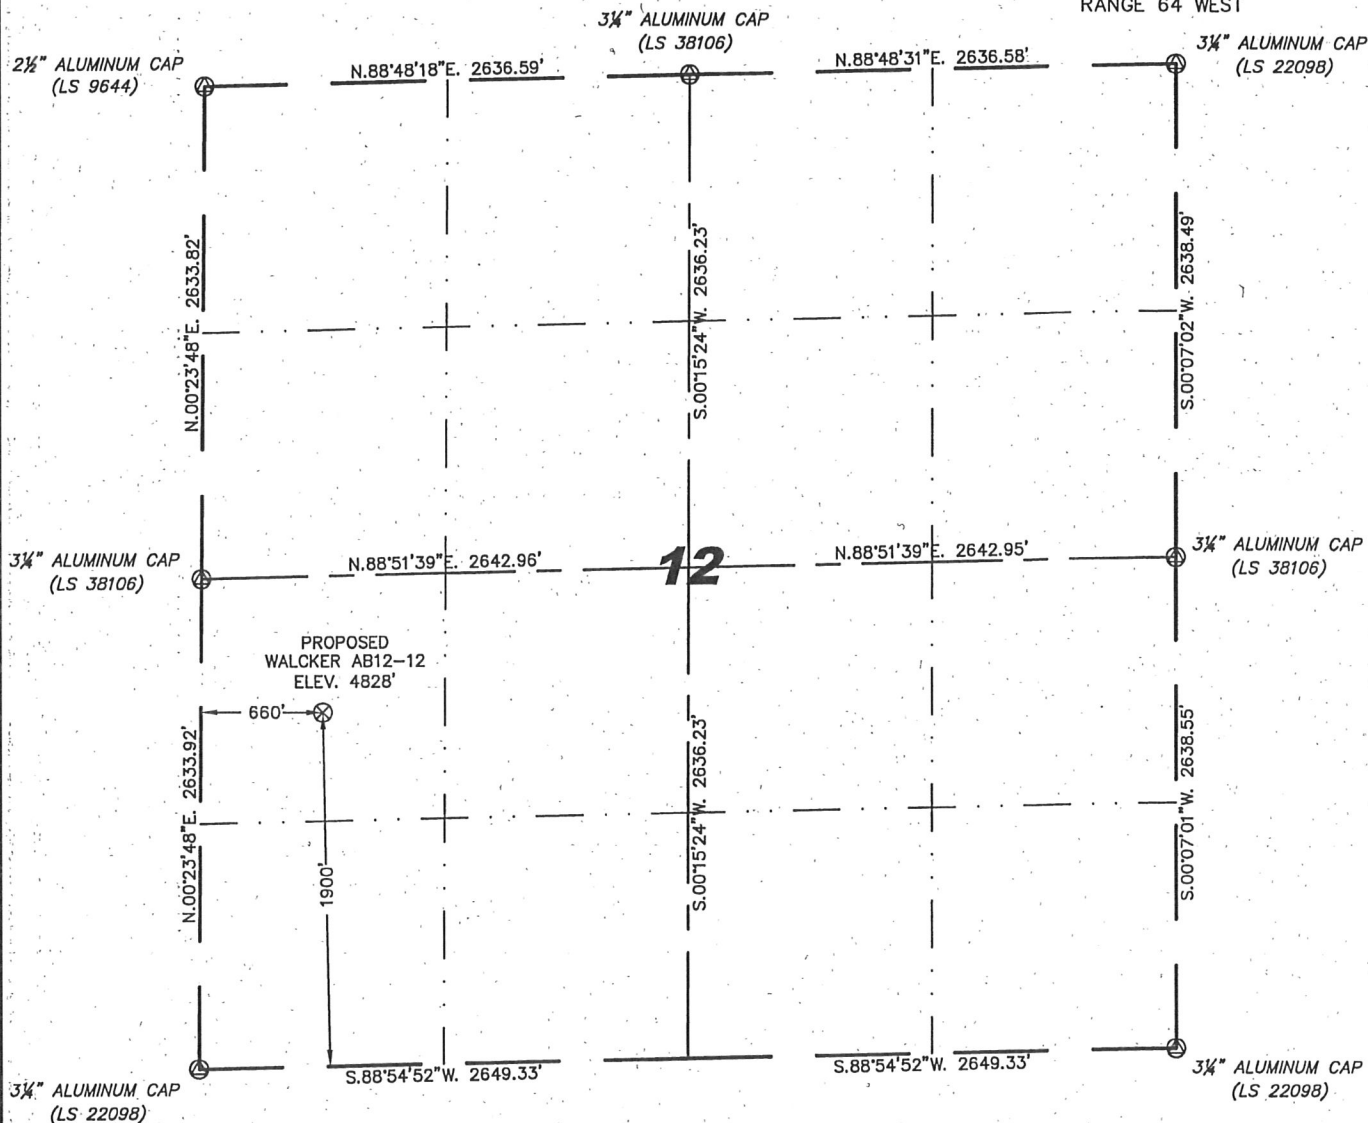 RANGE 64 WEST
3¼" ALUMINUM CAP
(LS 38106)
2½" ALUMINUM CAP
(LS 9644)
N.88°48'18"E. 2636.59'
N.88°48'31"E. 2636.58'
3¼" ALUMINUM CAP
(LS 22098)
N.00°23'48"E. 2633.82'
S.00°15'24"W. 2636.23'
S.00°07'02"W. 2638.49'
3¼" ALUMINUM CAP
(LS 38106)
N.88°51'39"E. 2642.96'
12
N.88°51'39"E. 2642.95'
3¼" ALUMINUM CAP
(LS 38106)
PROPOSED
WALCKER AB12-12
ELEV. 4828'
660'
1900'
N.00°23'48"E. 2633.92'
S.00°15'24"W. 2636.23'
S.00°07'01"W. 2638.55'
S.88°54'52"W. 2649.33'
S.88°54'52"W. 2649.33'
3¼" ALUMINUM CAP
(LS 22098)
3¼" ALUMINUM CAP
(LS 22098)